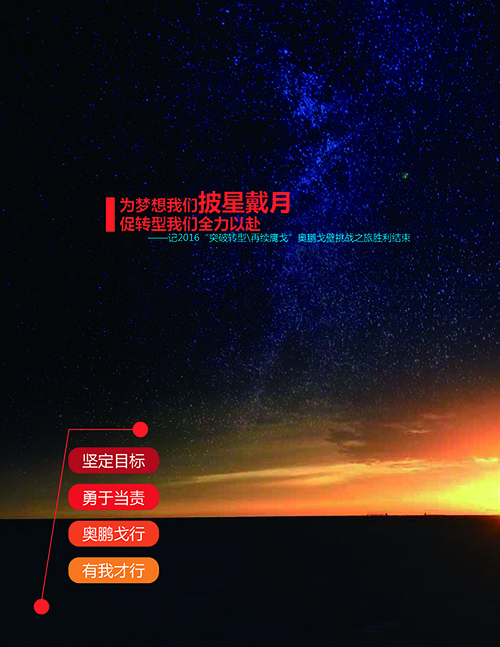 为梦想我们披星戴月
促转型我们全力以赴
——记2016“突破转型\再续鹰戈”奥鹏戈壁挑战之旅胜利结束
坚定目标
勇于当责
奥鹏戈行
有我才行